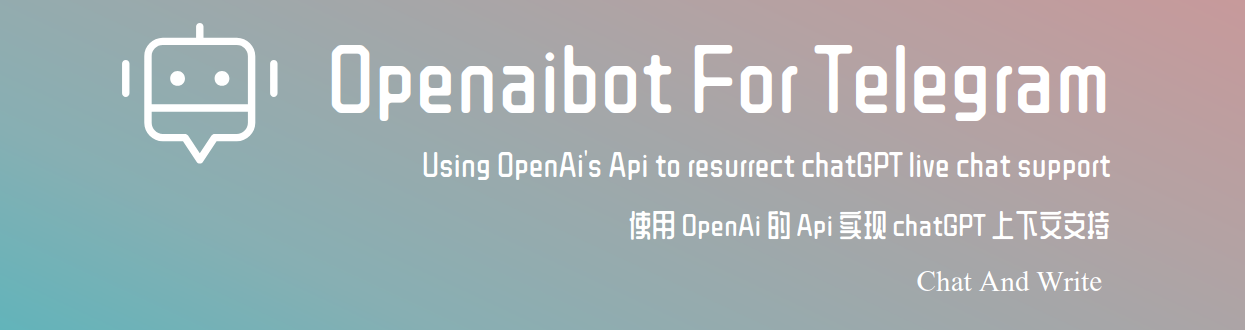 Openaibot For Telegram
Using OpenAi's Api to resurrect chatGPT live chat support
使用 OpenAi 的 Api 实现 chatGPT 上下文支持
Chat And Write